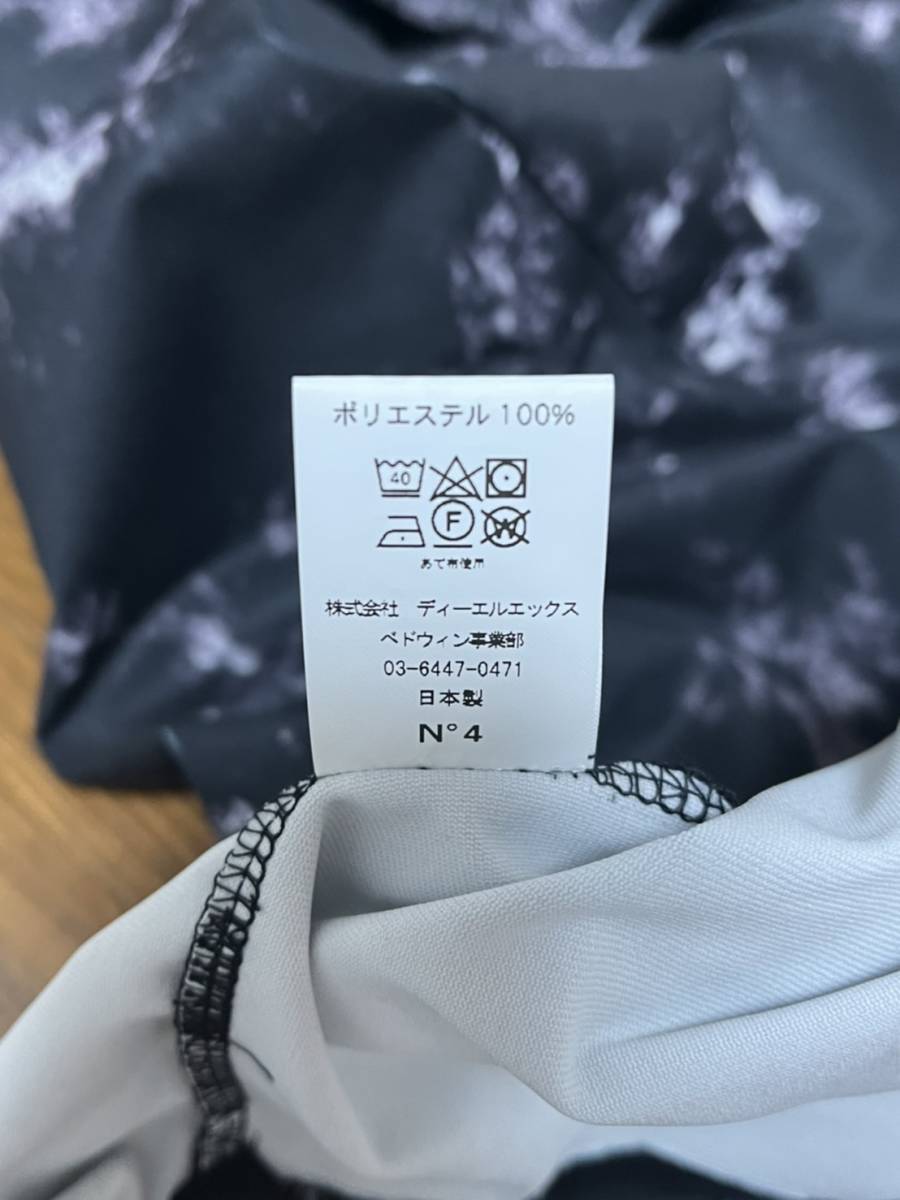 ポリエステル 100%
40
F W
あて布使用
株式会社 ディーエルエックス
ベドウィン事業部
03-6447-0471
日本製
N°4